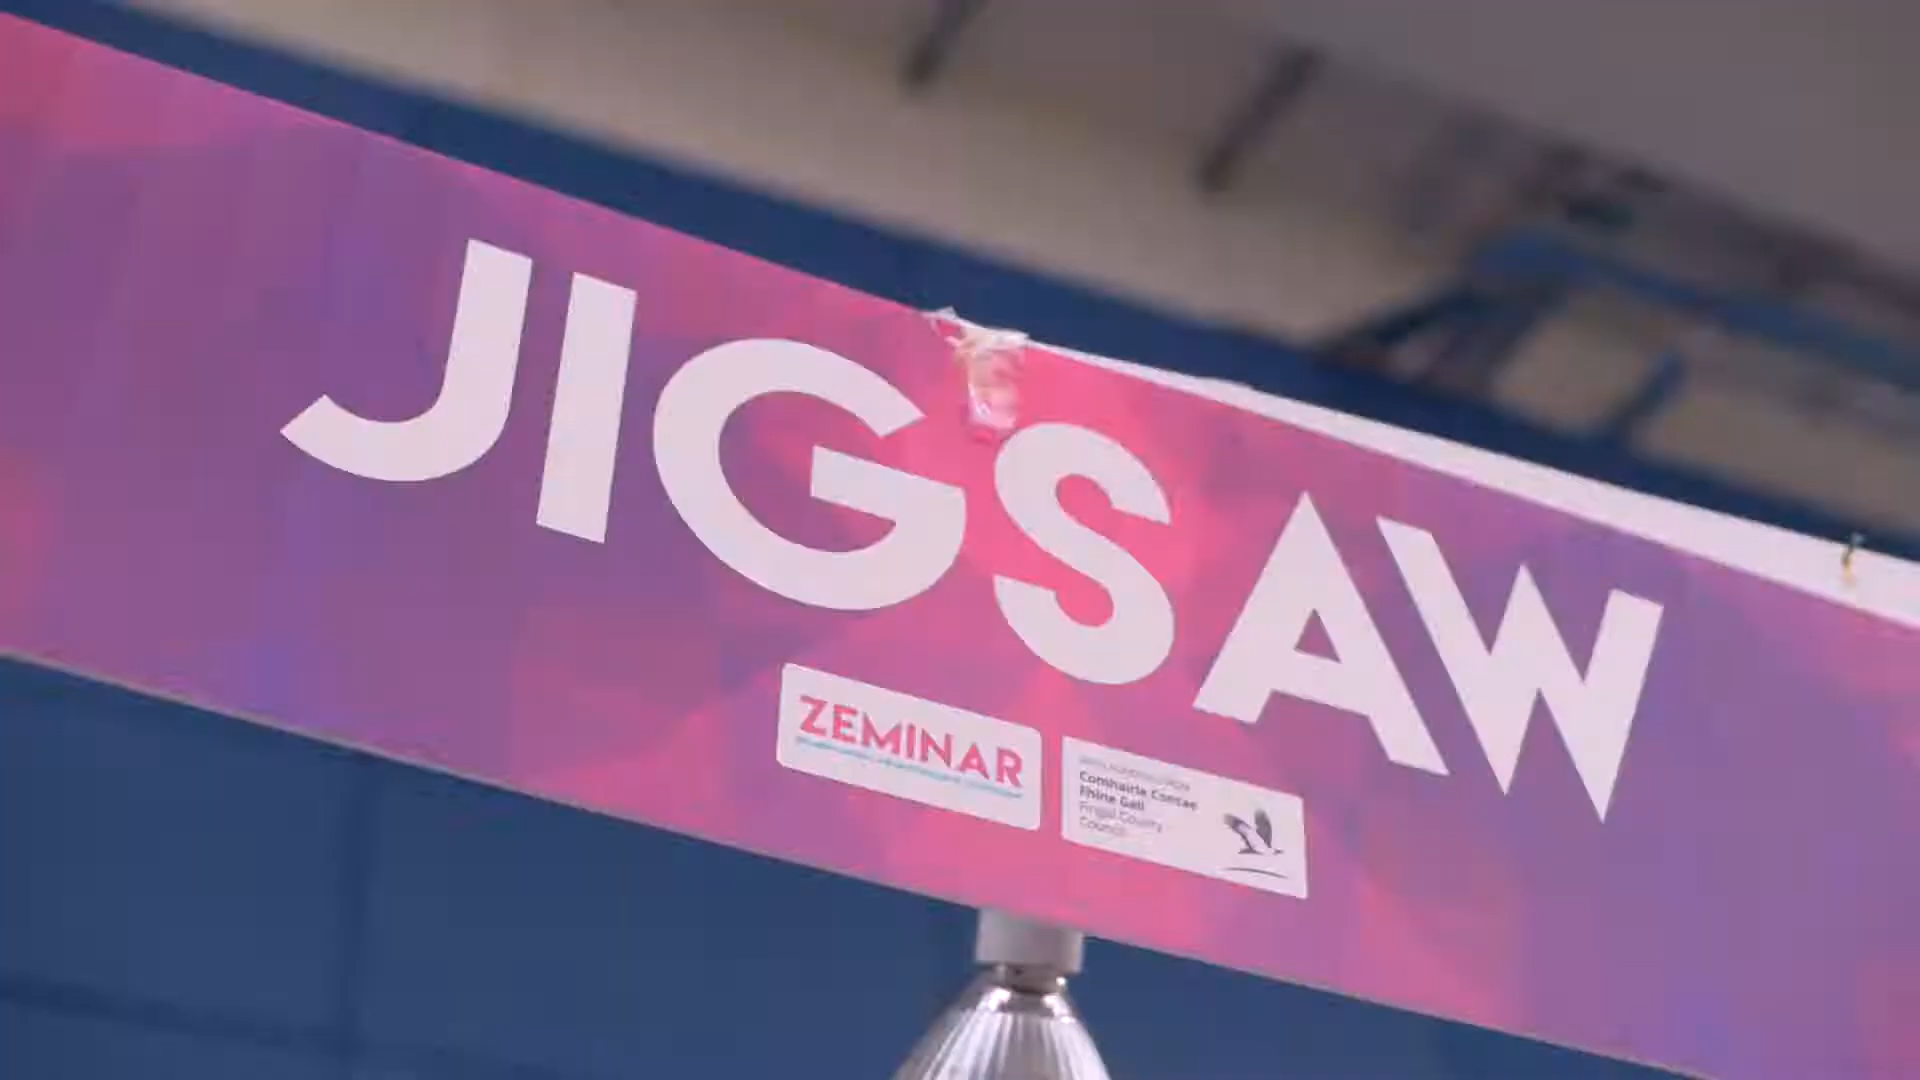 JIGSAW
ZEMINAR
Comhairle Contae
Fhine Gall
Fingal County
Council